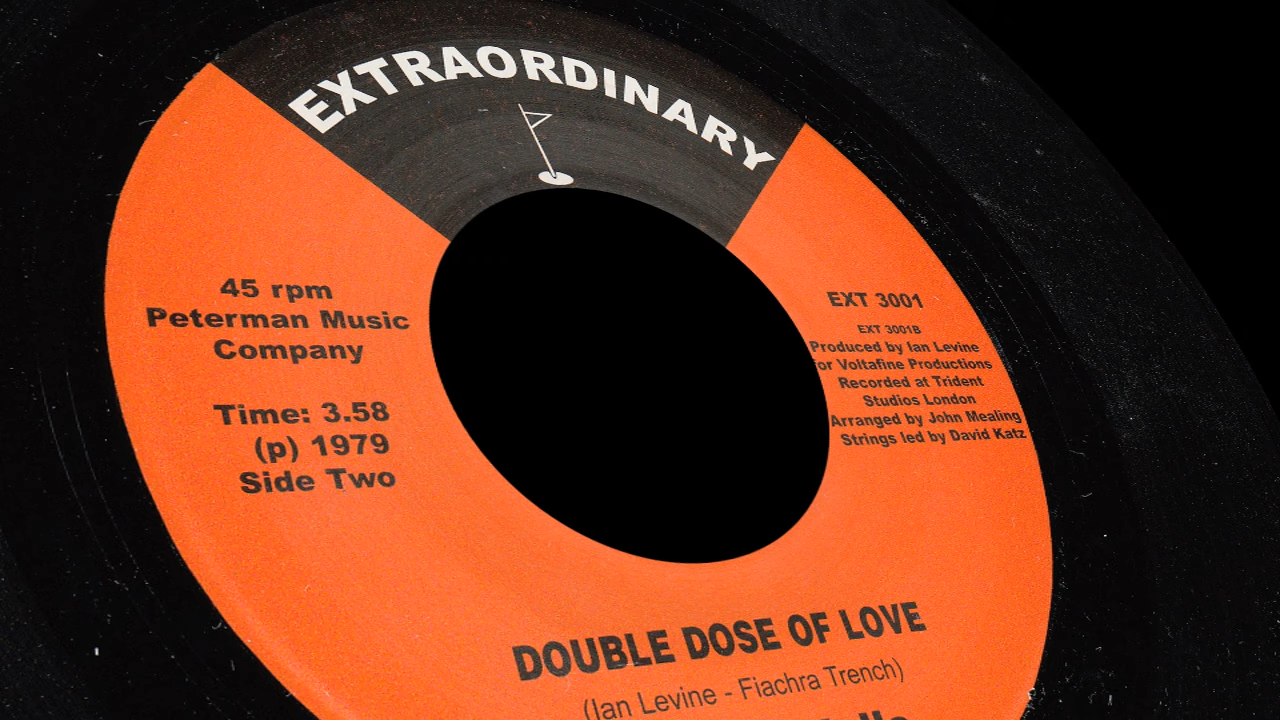 EXTRAORDINARY
45 rpm
Peterman Music
Company
Time: 3.58
(p) 1979
Side Two
EXT 3001
EXT 3001B
Produced by Ian Levine
for Voltafine Productions
Recorded at Trident
Studios London
Arranged by John Mealing
Strings led by David Katz
DOUBLE DOSE OF LOVE
(Ian Levine - Fiachra Trench)